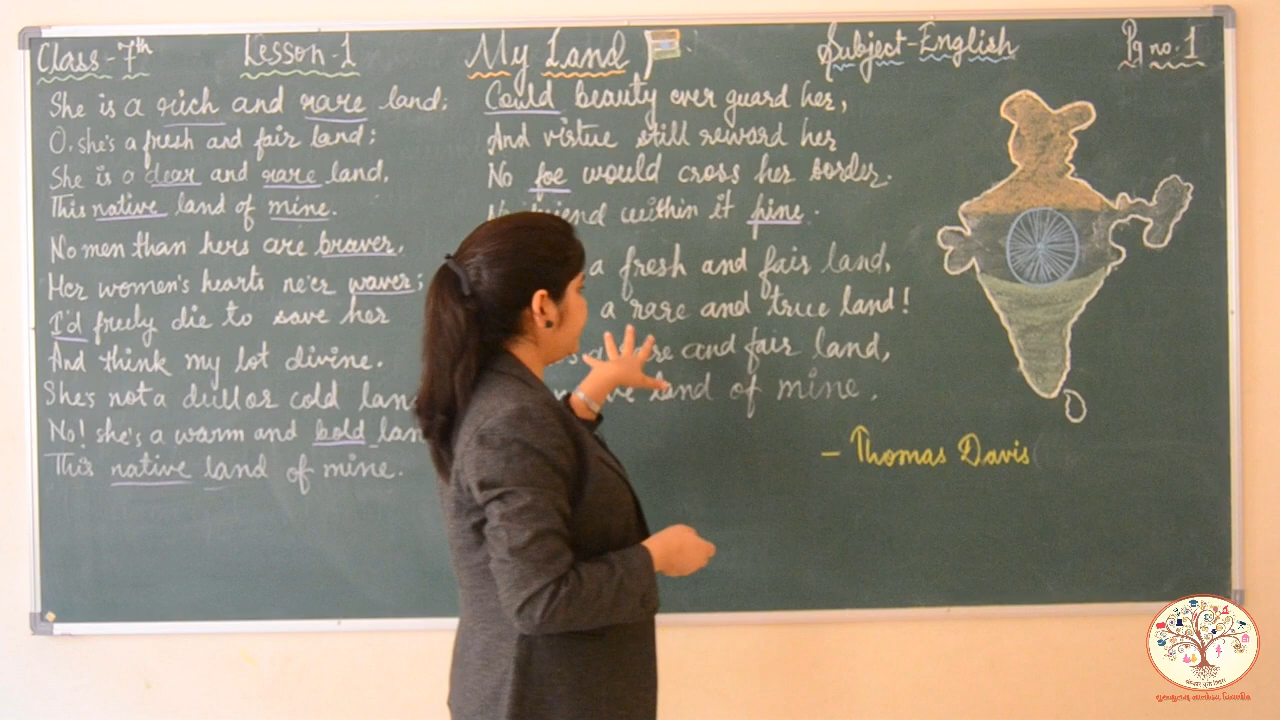 Class-7th Lesson-1 My Land Subject-English Pg no. 1
She is a rich and rare land;
O, she's a fresh and fair land;
She is a dear and rare land,
This native land of mine.
No men than hers are braver,
Her women's hearts ne'er waver;
I'd freely die to save her
And think my lot divine.
She's not a dull or cold lan
No! she's a warm and bold lan
This native land of mine.
Could beauty ever guard her,
And virtue still reward her
No foe would cross her border.
friend within it pine.
a fresh and fair land,
a rare and true land!
a and fair land,
land of mine.
- Thomas Davis